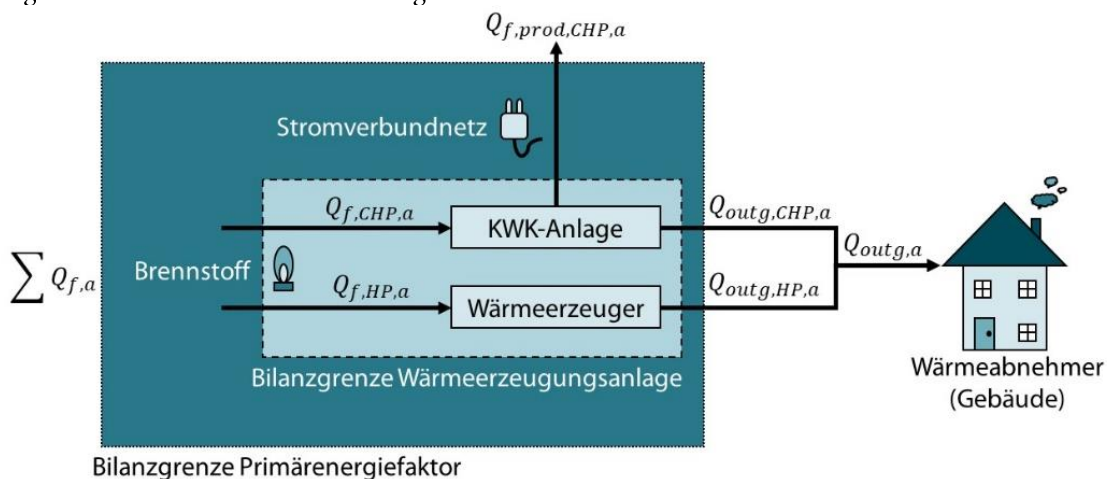 Q_{f,prod,CHP,a}
Stromverbundnetz
Q_{f,CHP,a}
KWK-Anlage
Q_{outg,CHP,a}
Q_{outg,a}
∑ Q_{f,a}
Brennstoff
Q_{f,HP,a}
Wärmeerzeuger
Q_{outg,HP,a}
Bilanzgrenze Wärmeerzeugungsanlage
Wärmeabnehmer
(Gebäude)
Bilanzgrenze Primärenergiefaktor